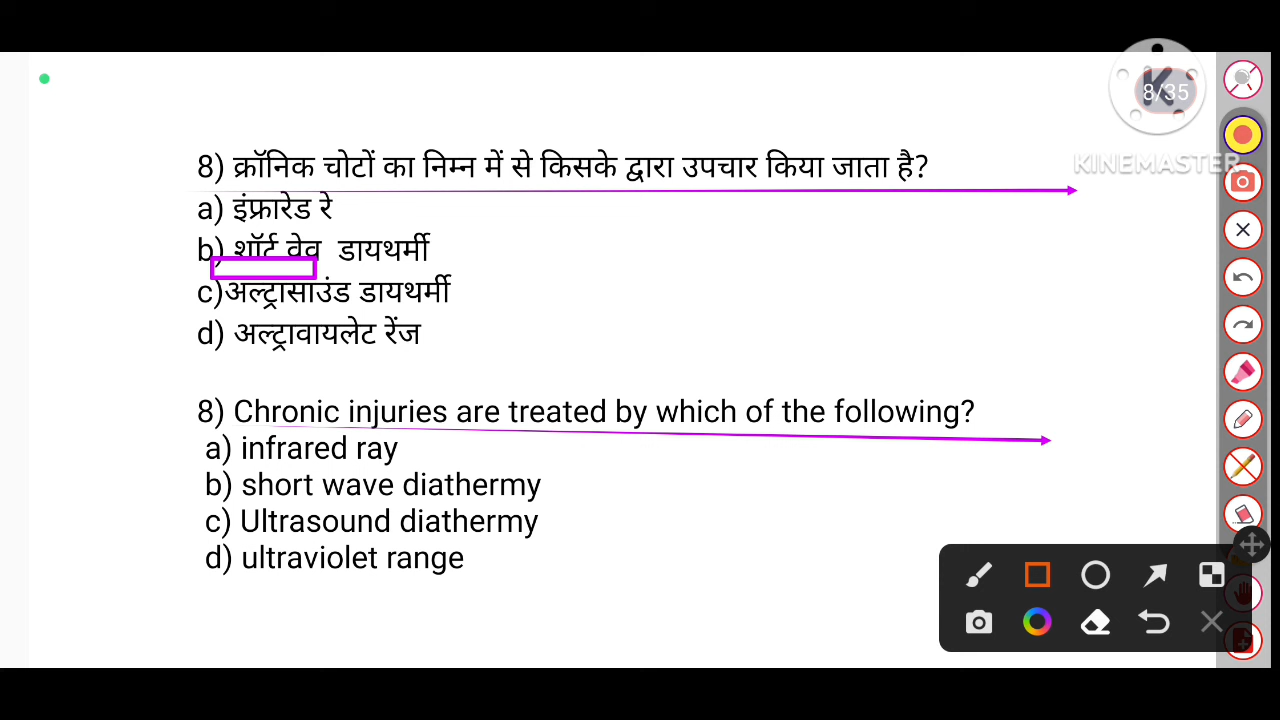 8/35
KINEMASTER
8) क्रॉनिक चोटों का निम्न में से किसके द्वारा उपचार किया जाता है?
a) इंफ्रारेड रे
b) शॉर्ट वेव डायथर्मी
c)अल्ट्रासाउंड डायथर्मी
d) अल्ट्रावायलेट रेंज
8) Chronic injuries are treated by which of the following?
a) infrared ray
b) short wave diathermy
c) Ultrasound diathermy
d) ultraviolet range